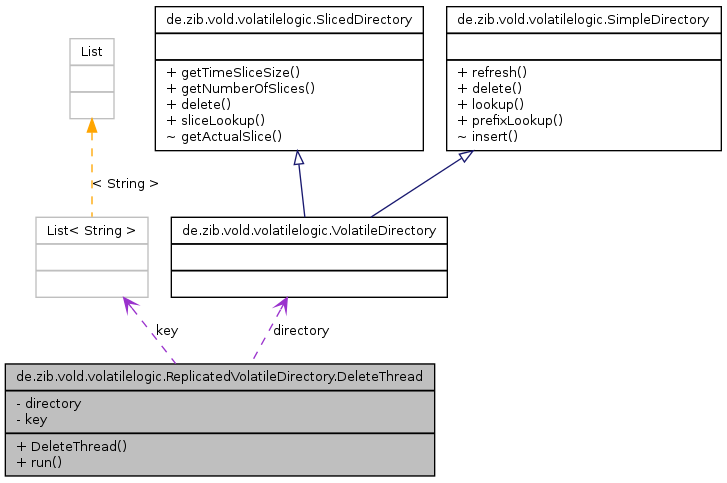 de.zib.vold.volatilelogic.SlicedDirectory
+ getTimeSliceSize()
+ getNumberOfSlices()
+ delete()
+ sliceLookup()
~ getActualSlice()
de.zib.vold.volatilelogic.SimpleDirectory
+ refresh()
+ delete()
+ lookup()
+ prefixLookup()
~ insert()
List
< String >
List< String >
de.zib.vold.volatilelogic.VolatileDirectory
key
directory
de.zib.vold.volatilelogic.ReplicatedVolatileDirectory.DeleteThread
- directory
- key
+ DeleteThread()
+ run()